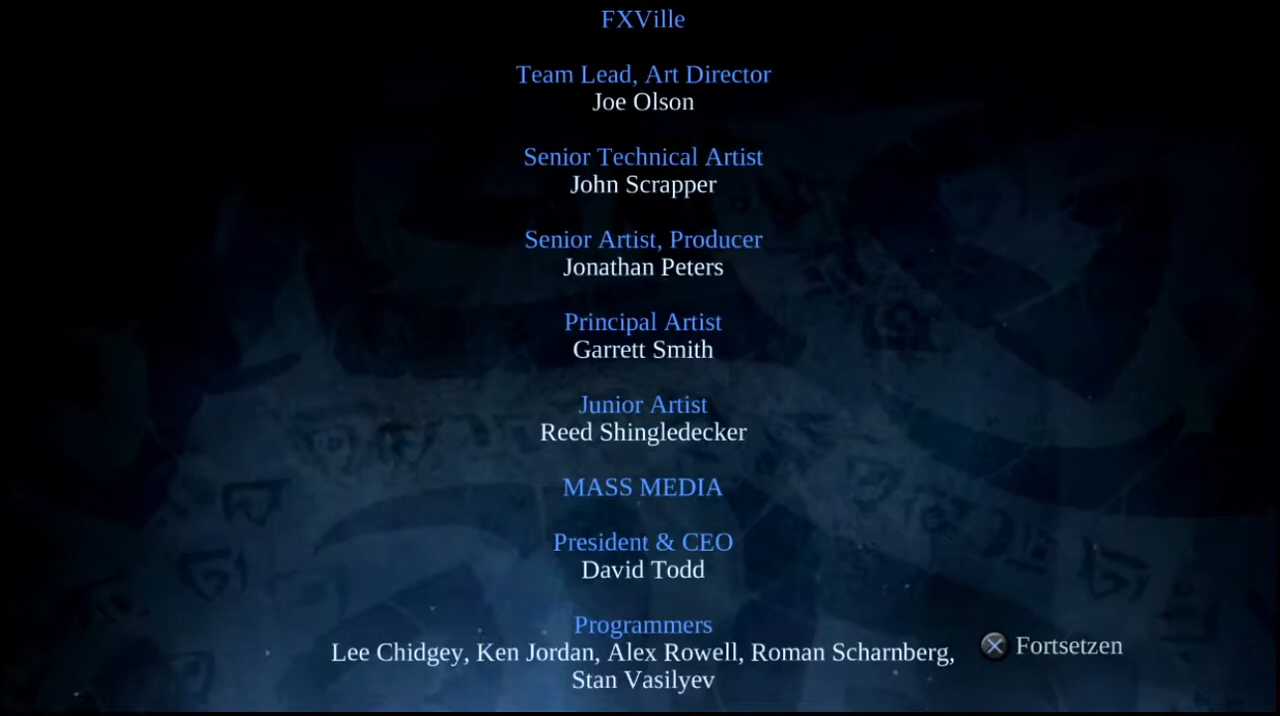 FXVille
Team Lead, Art Director
Joe Olson
Senior Technical Artist
John Scrapper
Senior Artist, Producer
Jonathan Peters
Principal Artist
Garrett Smith
Junior Artist
Reed Shingledecker
MASS MEDIA
President & CEO
David Todd
Programmers
Lee Chidgey, Ken Jordan, Alex Rowell, Roman Scharnberg,
Stan Vasilyev
Fortsetzen